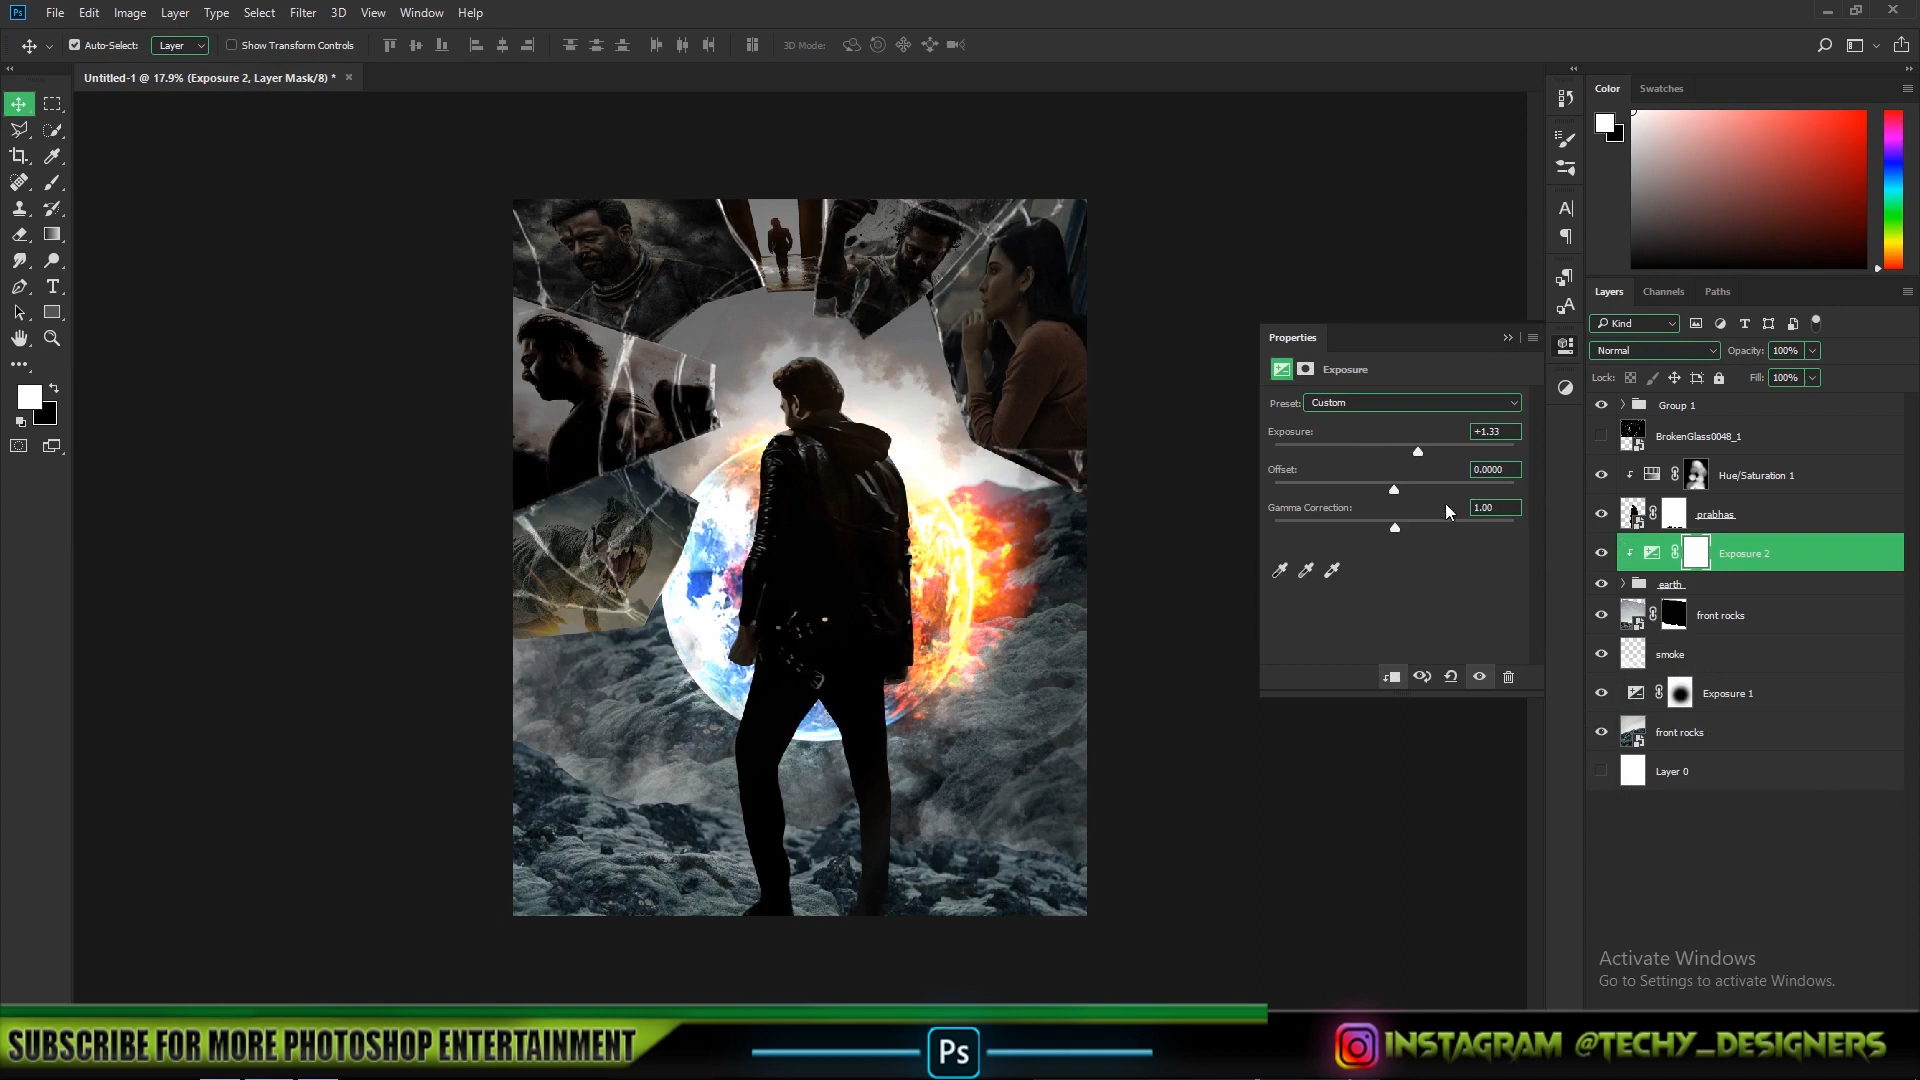 Ps File Edit Image Layer Type Select Filter 3D View Window Help
Auto-Select: Layer Show Transform Controls 3D Mode:
Untitled-1 @ 17.9% (Exposure 2, Layer Mask/8) *
Color Swatches
Layers Channels Paths
Kind
Normal Opacity: 100%
Lock: Fill: 100%
Group 1
BrokenGlass0048_1
Hue/Saturation 1
prabhas
Exposure 2
earth
front rocks
smoke
Exposure 1
front rocks
Layer 0
Properties
Exposure
Preset: Custom
Exposure: +1.33
Offset: 0.0000
Gamma Correction: 1.00
Activate Windows
Go to Settings to activate Windows.
SUBSCRIBE FOR MORE PHOTOSHOP ENTERTAINMENT
Ps
INSTAGRAM @TECHY_DESIGNERS